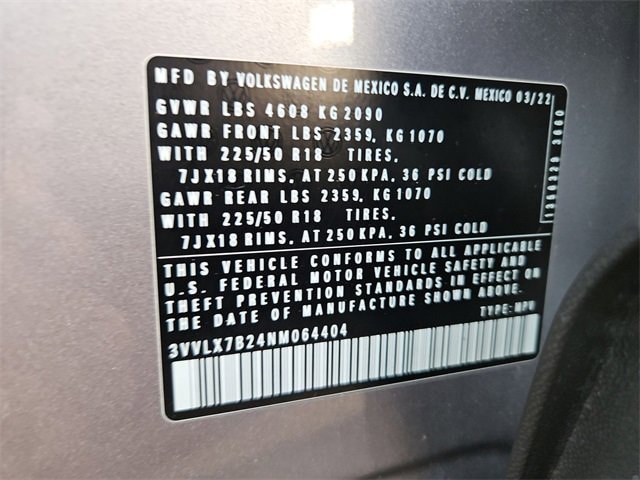 MFD BY VOLKSWAGEN DE MEXICO S.A. DE C.V. MEXICO 03/22
GVWR LBS 4608 KG 2090
GAWR FRONT LBS 2359, KG 1070
WITH 225/50 R18 TIRES,
7JX18 RIMS, AT 250 KPA, 36 PSI COLD
GAWR REAR LBS 2359, KG 1070
WITH 225/50 R18 TIRES,
7JX18 RIMS, AT 250 KPA, 36 PSI COLD
THIS VEHICLE CONFORMS TO ALL APPLICABLE
U.S. FEDERAL MOTOR VEHICLE SAFETY AND
THEFT PREVENTION STANDARDS IN EFFECT ON
THE DATE OF MANUFACTURE SHOWN ABOVE.
3VVLX7B24NM064404 TYPE: MPV